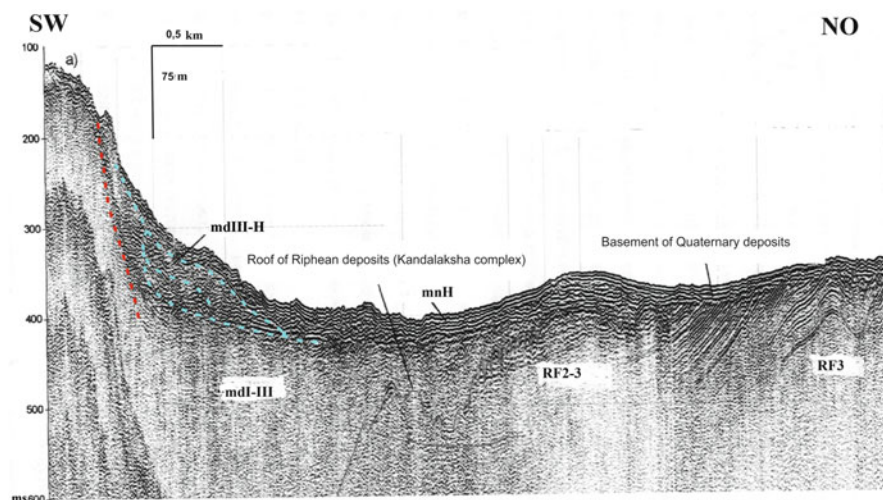 SW
NO
100
a)
0,5 km
75 m
200
300
mdIII-H
Roof of Riphean deposits (Kandalaksha complex)
Basement of Quaternary deposits
mnH
400
RF2-3
RF3
mdI-III
500
ms600